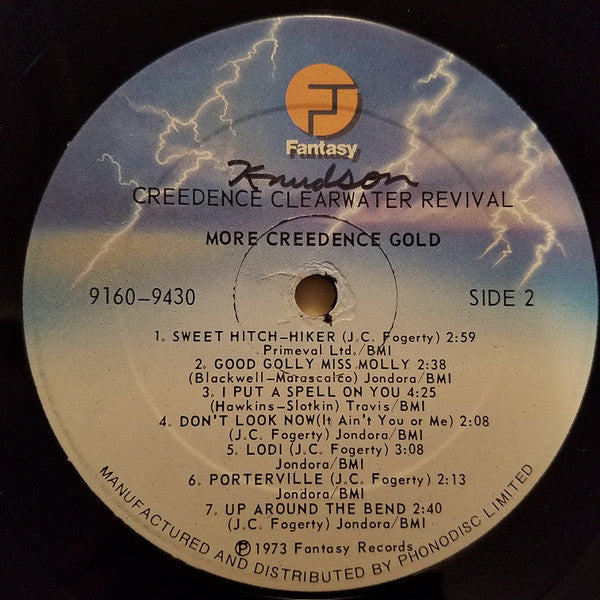 Fantasy
Knudson
CREEDENCE CLEARWATER REVIVAL
MORE CREEDENCE GOLD
9160-9430
SIDE 2
1. SWEET HITCH-HIKER (J.C. Fogerty) 2:59
Primeval Ltd./BMI
2. GOOD GOLLY MISS MOLLY 2:38
(Blackwell-Marascalco) Jondora/BMI
3. I PUT A SPELL ON YOU 4:25
(Hawkins-Slotkin) Travis/BMI
4. DON'T LOOK NOW(It Ain't You or Me) 2:08
(J.C. Fogerty) Jondora/BMI
5. LODI (J.C. Fogerty) 3:08
Jondora/BMI
6. PORTERVILLE (J.C. Fogerty) 2:13
Jondora/BMI
7. UP AROUND THE BEND 2:40
(J.C. Fogerty) Jondora/BMI
℗ 1973 Fantasy Records
MANUFACTURED AND DISTRIBUTED BY PHONODISC LIMITED